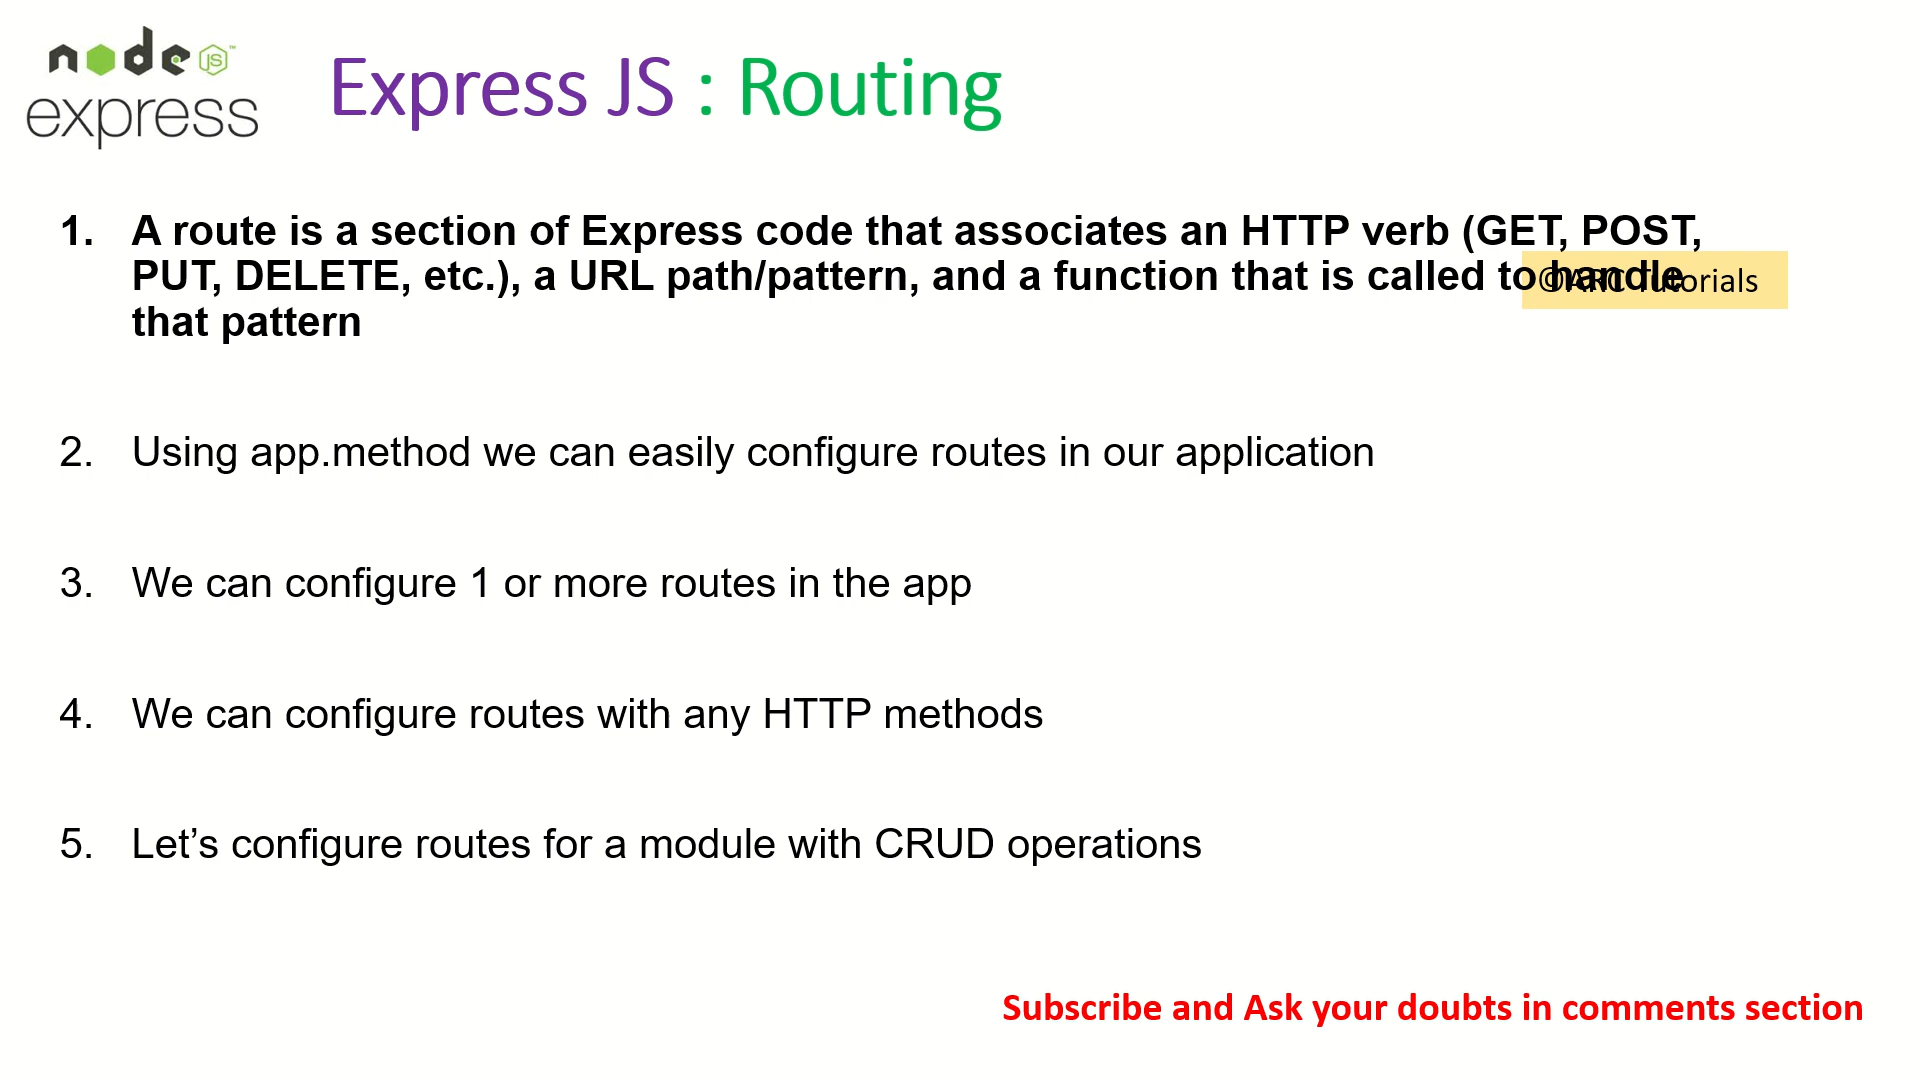 node JS ™
express
Express JS : Routing
1. A route is a section of Express code that associates an HTTP verb (GET, POST,
PUT, DELETE, etc.), a URL path/pattern, and a function that is called to handle
©ARC Tutorials
that pattern
2. Using app.method we can easily configure routes in our application
3. We can configure 1 or more routes in the app
4. We can configure routes with any HTTP methods
5. Let’s configure routes for a module with CRUD operations
Subscribe and Ask your doubts in comments section